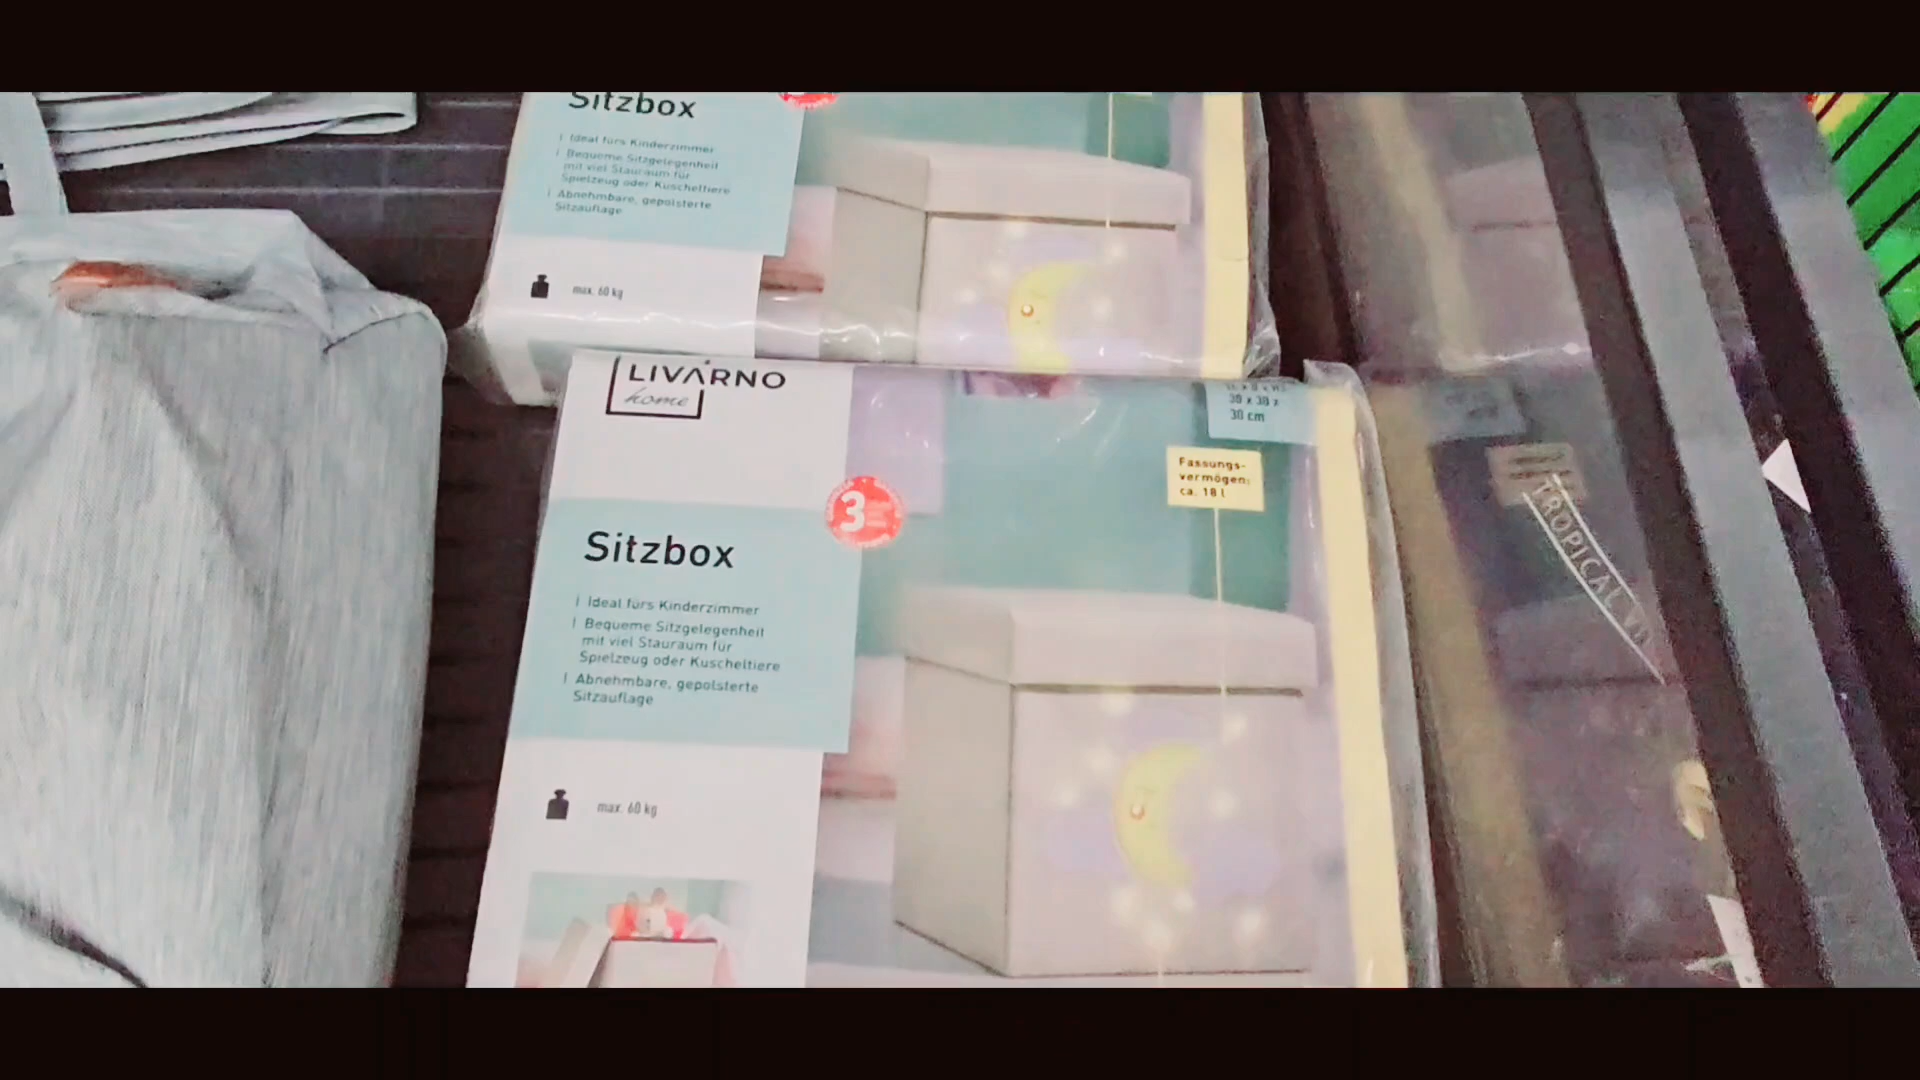 Sitzbox
| Ideal fürs Kinderzimmer
| Bequeme Sitzgelegenheit
mit viel Stauraum für
Spielzeug oder Kuscheltiere
| Abnehmbare, gepolsterte
Sitzauflage
max. 60 kg
LIVARNO
home
30 cm
Fassungs-
vermögen:
ca. 18 l
3
Sitzbox
| Ideal fürs Kinderzimmer
| Bequeme Sitzgelegenheit
mit viel Stauraum für
Spielzeug oder Kuscheltiere
| Abnehmbare, gepolsterte
Sitzauflage
max. 60 kg
TROPICAL